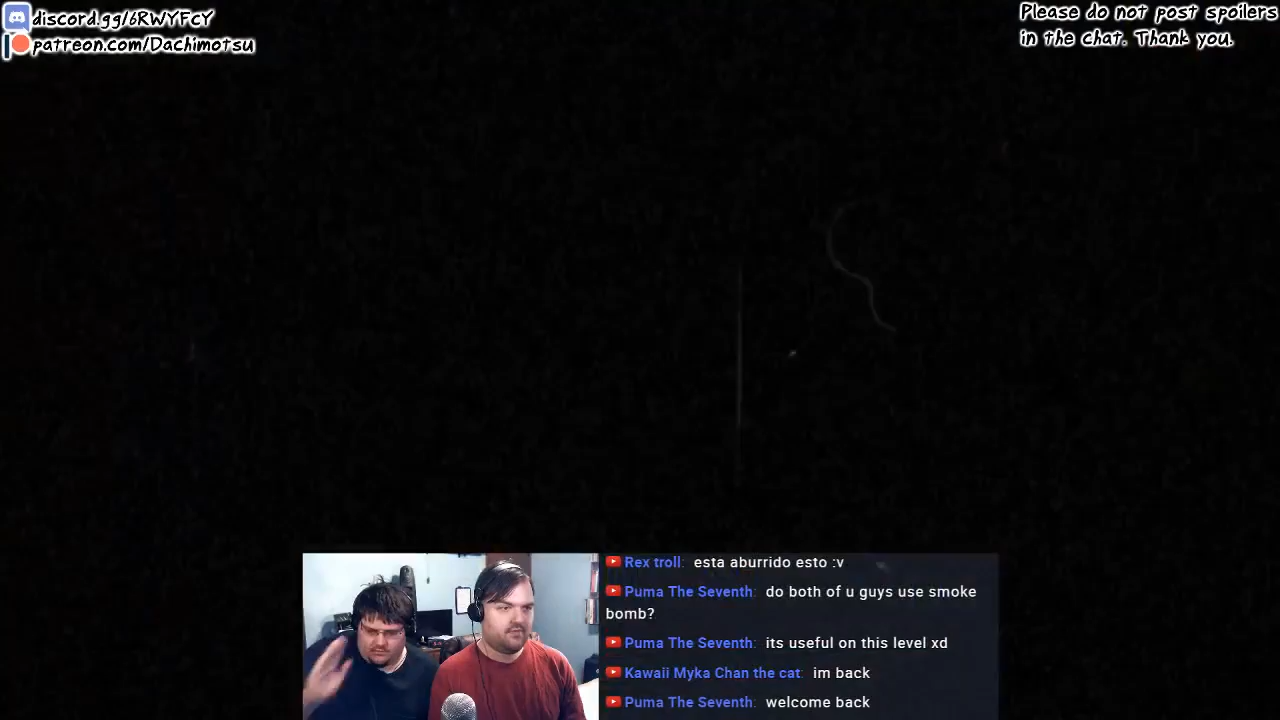 discord.gg/6RWYFcY
patreon.com/Dachimotsu
Please do not post spoilers
in the chat. Thank you.
Rex troll: esta aburrido esto :v
Puma The Seventh: do both of u guys use smoke
bomb?
Puma The Seventh: its useful on this level xd
Kawaii Myka Chan the cat: im back
Puma The Seventh: welcome back